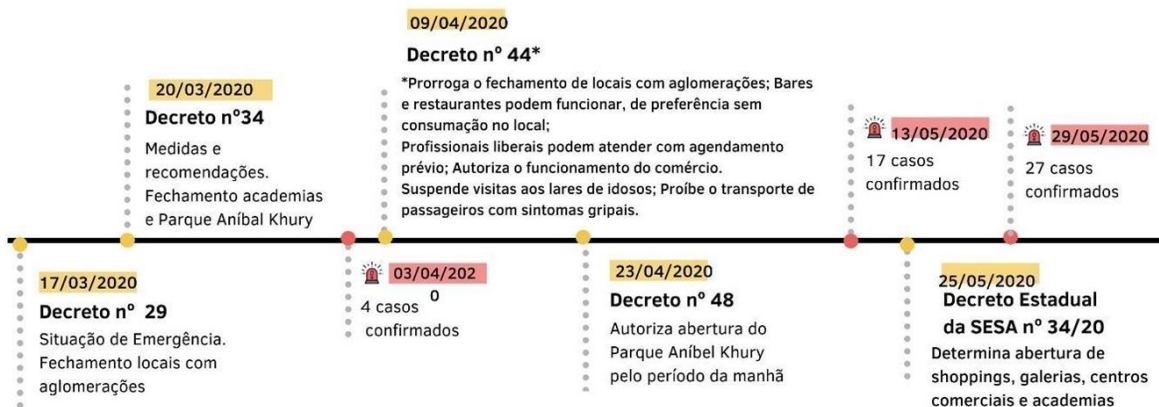 09/04/2020
Decreto nº 44*
*Prorroga o fechamento de locais com aglomerações; Bares
e restaurantes podem funcionar, de preferência sem
consumação no local;
Profissionais liberais podem atender com agendamento
prévio; Autoriza o funcionamento do comércio.
Suspende visitas aos lares de idosos; Proíbe o transporte de
passageiros com sintomas gripais.
20/03/2020
Decreto nº34
Medidas e
recomendações.
Fechamento academias
e Parque Aníbal Khury
13/05/2020
17 casos
confirmados
29/05/2020
27 casos
confirmados
17/03/2020
Decreto nº 29
Situação de Emergência.
Fechamento locais com
aglomerações
03/04/202
0
4 casos
confirmados
23/04/2020
Decreto nº 48
Autoriza abertura do
Parque Aníbel Khury
pelo período da manhã
25/05/2020
Decreto Estadual
da SESA nº 34/20
Determina abertura de
shoppings, galerias, centros
comerciais e academias